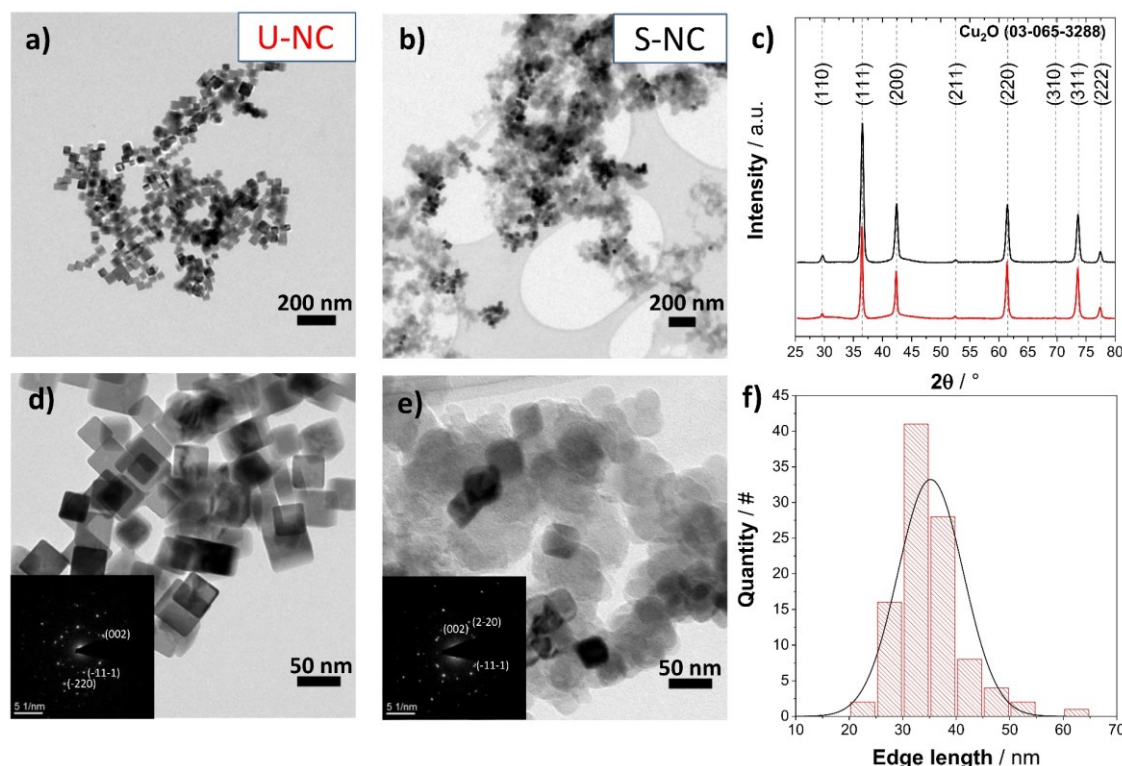 a)
U-NC
200 nm
b)
S-NC
200 nm
c)
Cu₂O (03-065-3288)
(110)
(111)
(200)
(211)
(220)
(310)
(311)
(222)
Intensity / a.u.
25 30 35 40 45 50 55 60 65 70 75 80
2θ / °
d)
(002)
(-11-1)
(-220)
5 1/nm
50 nm
e)
(002)
(2-20)
(-11-1)
5 1/nm
50 nm
f)
45
40
35
30
25
20
15
10
5
0
Quantity / #
10 20 30 40 50 60 70
Edge length / nm